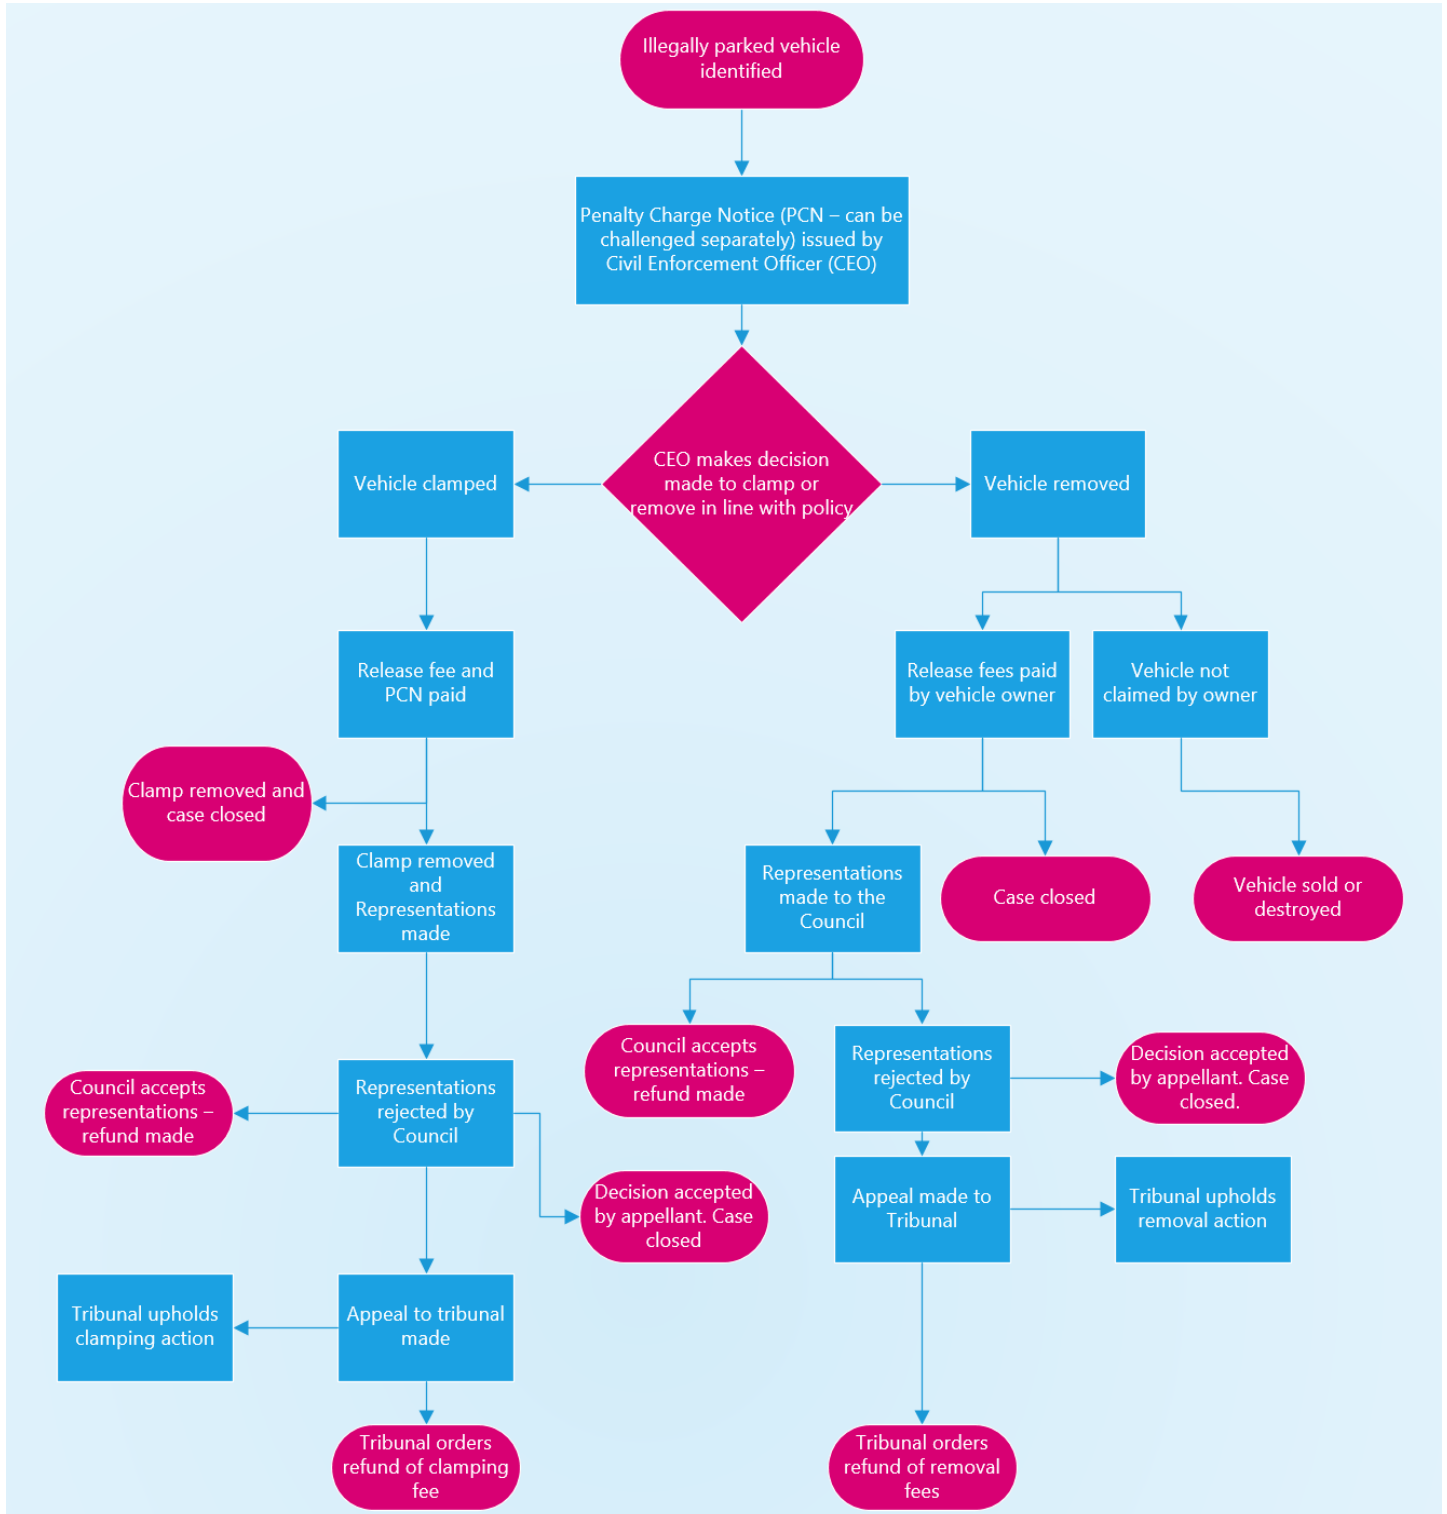 Illegally parked vehicle
identified
Penalty Charge Notice (PCN – can be
challenged separately) issued by
Civil Enforcement Officer (CEO)
CEO makes decision
made to clamp or
remove in line with policy
Vehicle clamped
Vehicle removed
Release fee and
PCN paid
Release fees paid
by vehicle owner
Vehicle not
claimed by owner
Clamp removed and
case closed
Clamp removed
and
Representations
made
Representations
made to the
Council
Case closed
Vehicle sold or
destroyed
Council accepts
representations –
refund made
Representations
rejected by
Council
Decision accepted
by appellant. Case
closed.
Council accepts
representations –
refund made
Representations
rejected by
Council
Decision accepted
by appellant. Case
closed
Appeal made to
Tribunal
Tribunal upholds
removal action
Tribunal upholds
clamping action
Appeal to tribunal
made
Tribunal orders
refund of clamping
fee
Tribunal orders
refund of removal
fees